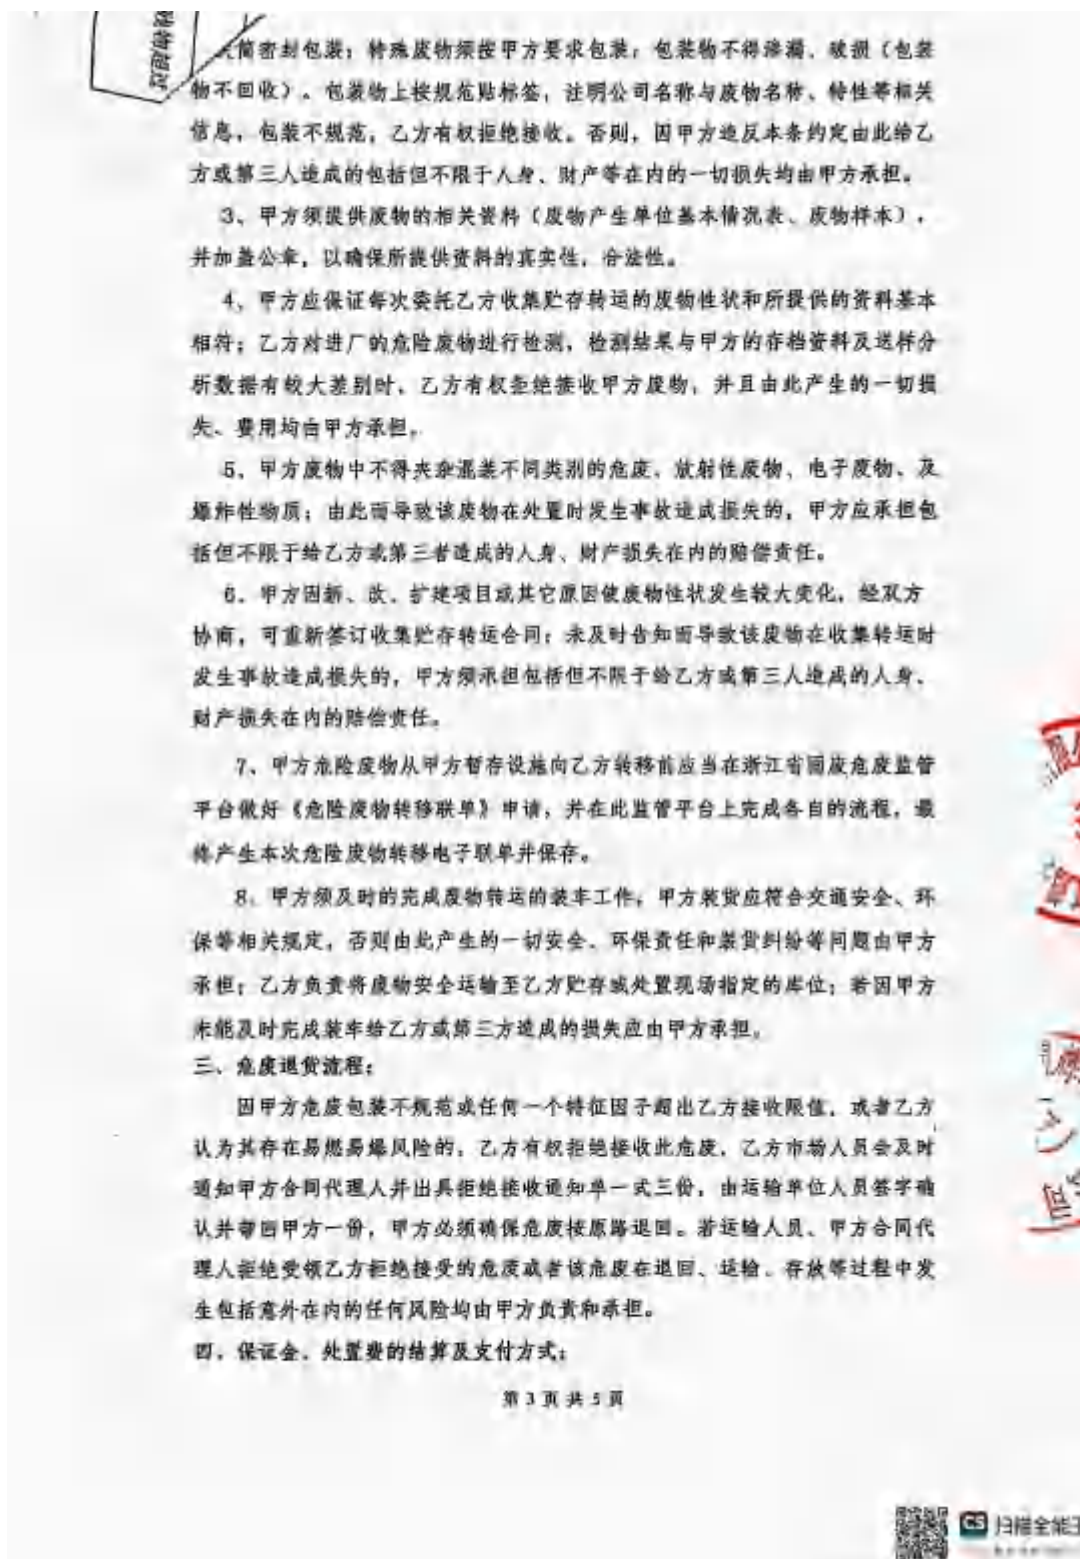 筒密封包装；特殊废物须按甲方要求包装；包装物不得渗漏、破损（包装
物不回收）。包装物上按规范贴标签，注明公司名称与废物名称、特性等相关
信息，包装不规范，乙方有权拒绝接收。否则，因甲方违反本条约定由此给乙
方或第三人造成的包括但不限于人身、财产等在内的一切损失均由甲方承担。
3、甲方须提供废物的相关资料（废物产生单位基本情况表、废物样本），
并加盖公章，以确保所提供资料的真实性，合法性。
4、甲方应保证每次委托乙方收集贮存转运的废物性状和所提供的资料基本
相符；乙方对进厂的危险废物进行检测，检测结果与甲方的存档资料及送样分
析数据有较大差别时，乙方有权拒绝接收甲方废物，并且由此产生的一切损
失、费用均由甲方承担。
5、甲方废物中不得夹杂混装不同类别的危废、放射性废物、电子废物、及
爆炸性物质；由此而导致该废物在处置时发生事故造成损失的，甲方应承担包
括但不限于给乙方或第三者造成的人身、财产损失在内的赔偿责任。
6、甲方因新、改、扩建项目或其它原因使废物性状发生较大变化，经双方
协商，可重新签订收集贮存转运合同；未及时告知而导致该废物在收集转运时
发生事故造成损失的，甲方须承担包括但不限于给乙方或第三人造成的人身、
财产损失在内的赔偿责任。
7、甲方危险废物从甲方暂存设施向乙方转移前应当在浙江省固废危废监管
平台做好《危险废物转移联单》申请，并在此监管平台上完成各自的流程，最
终产生本次危险废物转移电子联单并保存。
8、甲方须及时的完成废物转运的装车工作，甲方装货应符合交通安全、环
保等相关规定，否则由此产生的一切安全、环保责任和装货纠纷等问题由甲方
承担；乙方负责将废物安全运输至乙方贮存或处置现场指定的库位；若因甲方
未能及时完成装车给乙方或第三方造成的损失应由甲方承担。
三、危废退货流程：
因甲方危废包装不规范或任何一个特征因子超出乙方接收限值，或者乙方
认为其存在易燃易爆风险的，乙方有权拒绝接收此危废，乙方市场人员会及时
通知甲方合同代理人并出具拒绝接收通知单一式三份，由运输单位人员签字确
认并带回甲方一份，甲方必须确保危废按原路退回。若运输人员、甲方合同代
理人拒绝受领乙方拒绝接受的危废或者该危废在退回、运输、存放等过程中发
生包括意外在内的任何风险均由甲方负责和承担。
四、保证金、处置费的结算及支付方式：
第 3 页 共 5 页
CS 扫描全能王